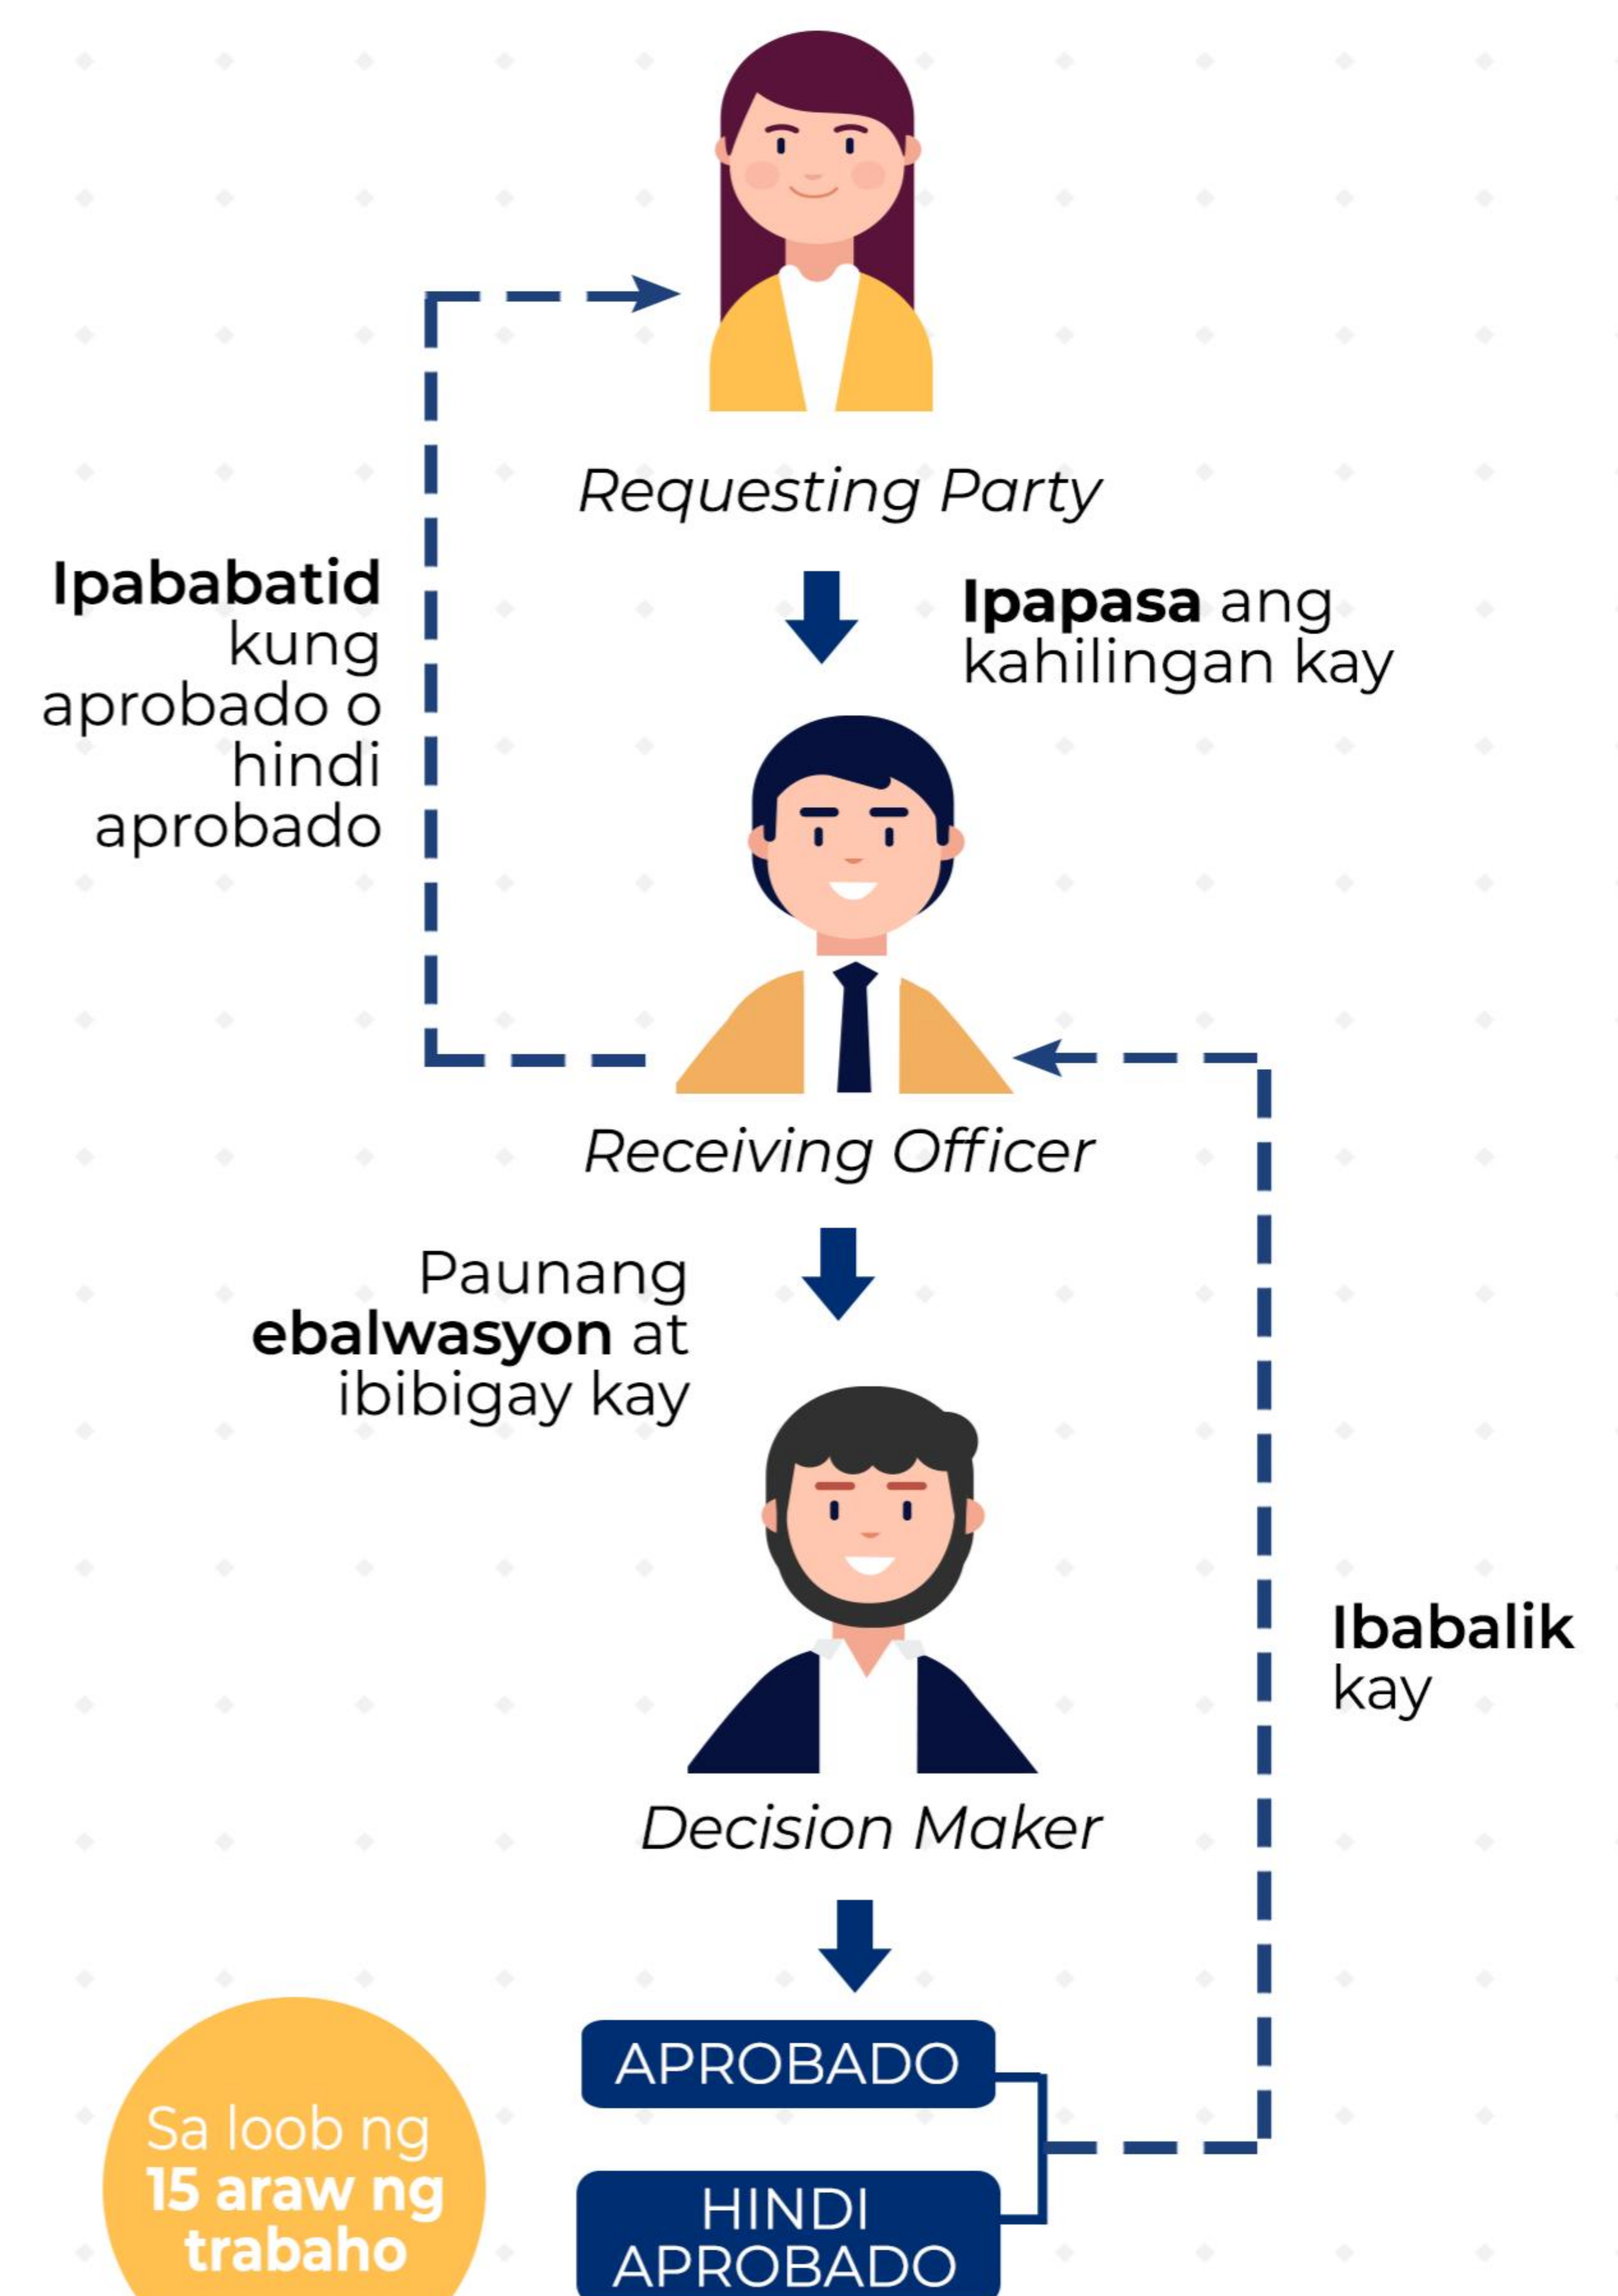 Requesting Party
Ipapasa ang
kahilingan kay
Ipababatid
kung
aprobado o
hindi
aprobado
Receiving Officer
Paunang
ebalwasyon at
ibibigay kay
Decision Maker
Ibabalik
kay
APROBADO
HINDI
APROBADO
Sa loob ng
15 araw ng
trabaho